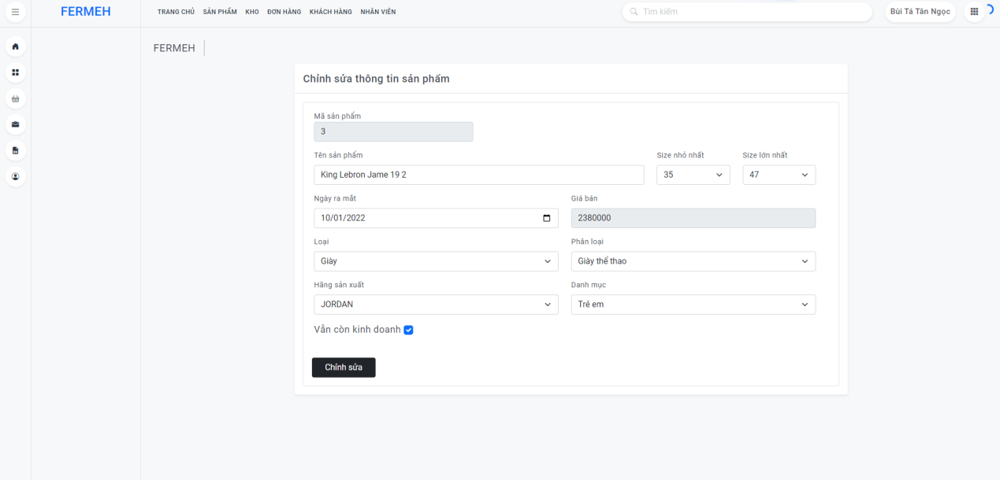 FERMEH
TRANG CHỦ SẢN PHẨM KHO ĐƠN HÀNG KHÁCH HÀNG NHÂN VIÊN
Tìm kiếm
Bùi Tá Tân Ngọc
FERMEH
Chỉnh sửa thông tin sản phẩm
Mã sản phẩm
3
Tên sản phẩm Size nhỏ nhất Size lớn nhất
King Lebron Jame 19 2 35 47
Ngày ra mắt Giá bán
10/01/2022 2380000
Loại Phân loại
Giày Giày thể thao
Hãng sản xuất Danh mục
JORDAN Trẻ em
Vẫn còn kinh doanh
Chỉnh sửa